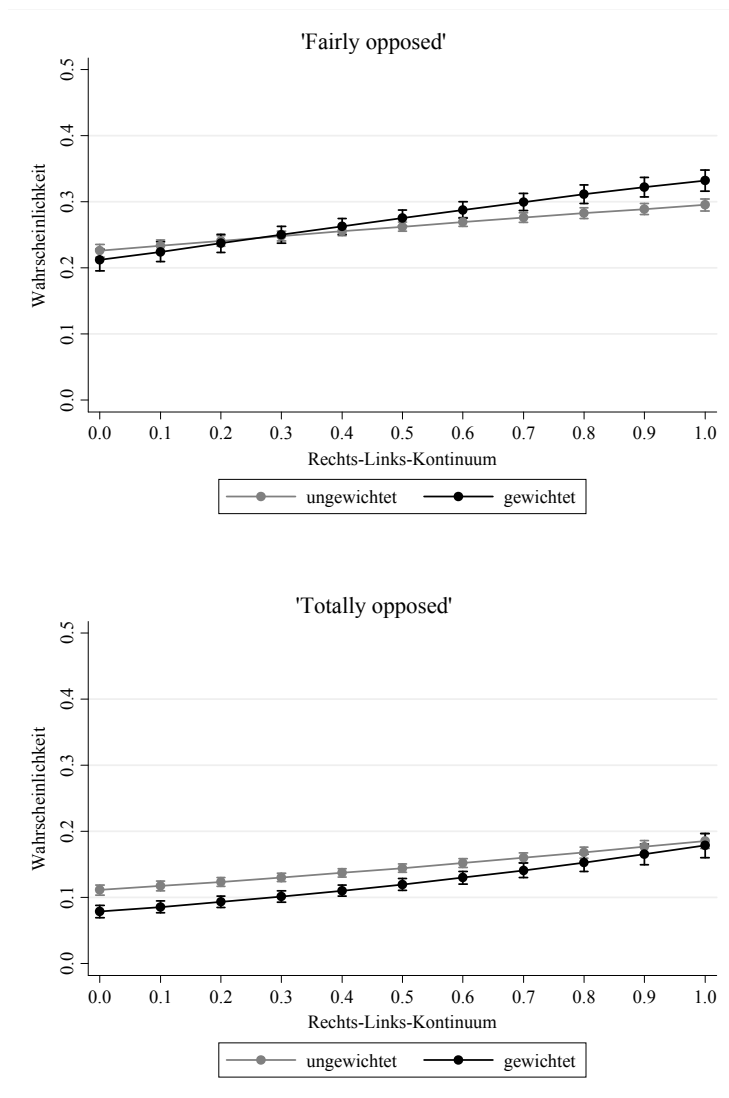 'Fairly opposed'
0.5
0.4
0.3
0.2
0.1
0.0
Wahrscheinlichkeit
0.0 0.1 0.2 0.3 0.4 0.5 0.6 0.7 0.8 0.9 1.0
Rechts-Links-Kontinuum
ungewichtet gewichtet
'Totally opposed'
0.5
0.4
0.3
0.2
0.1
0.0
Wahrscheinlichkeit
0.0 0.1 0.2 0.3 0.4 0.5 0.6 0.7 0.8 0.9 1.0
Rechts-Links-Kontinuum
ungewichtet gewichtet